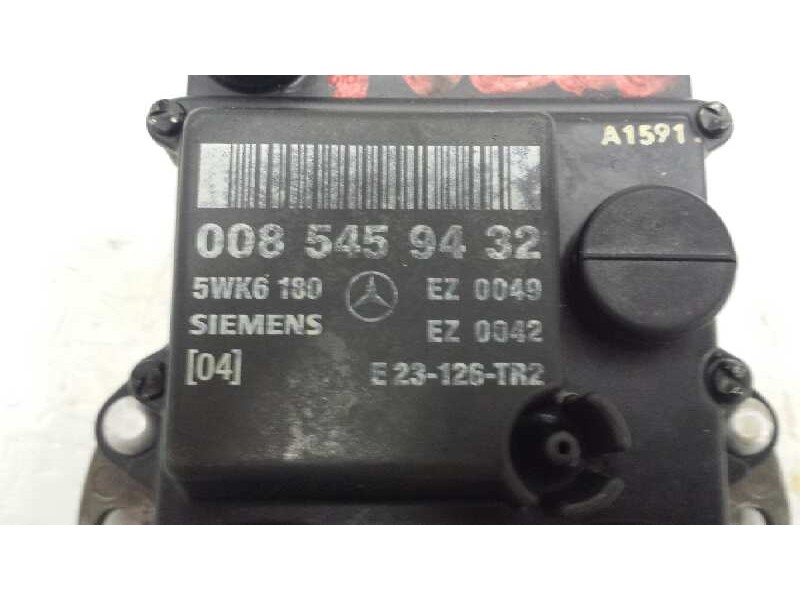 A1591
008 545 94 32
5WK6 180 EZ 0049
SIEMENS EZ 0042
[04] E 23-126-TR2